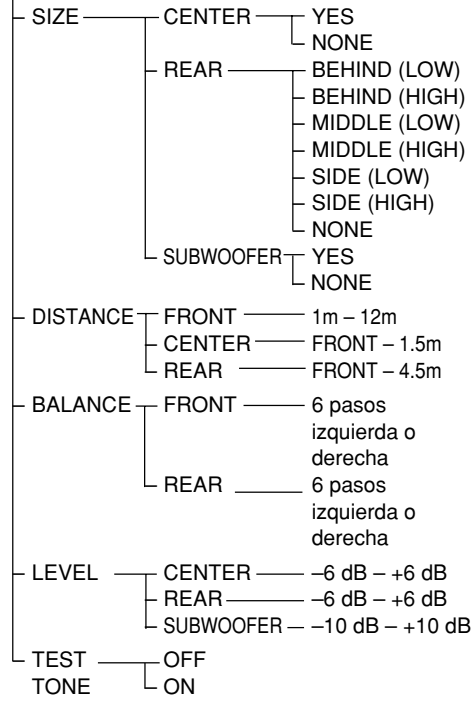 SIZE CENTER YES
NONE
REAR BEHIND (LOW)
BEHIND (HIGH)
MIDDLE (LOW)
MIDDLE (HIGH)
SIDE (LOW)
SIDE (HIGH)
NONE
SUBWOOFER YES
NONE
DISTANCE FRONT 1m – 12m
CENTER FRONT – 1.5m
REAR FRONT – 4.5m
BALANCE FRONT 6 pasos
izquierda o
derecha
REAR 6 pasos
izquierda o
derecha
LEVEL CENTER –6 dB – +6 dB
REAR –6 dB – +6 dB
SUBWOOFER –10 dB – +10 dB
TEST OFF
TONE ON